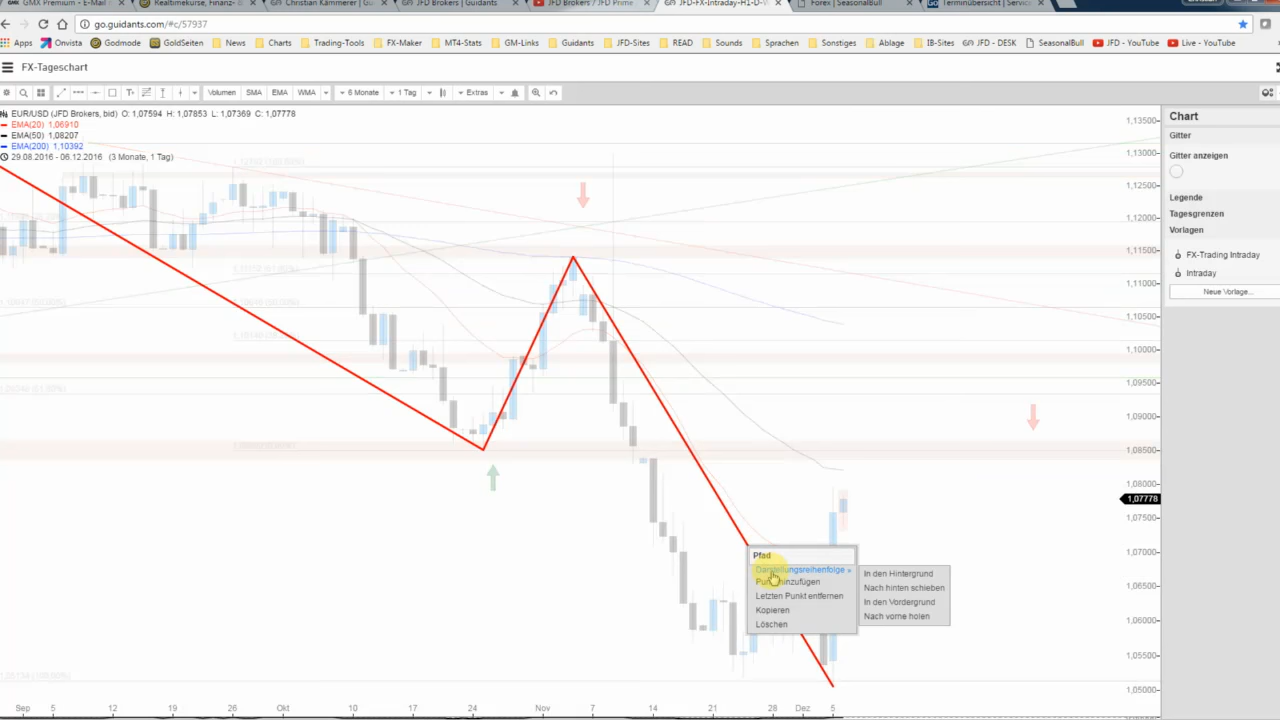 GMX Premium - E-Mail
Realtimekurse, Finanz-
Christian Kämmerer | Gu
JFD Brokers | Guidants
JFD Brokers / JFD Prime
JFD-FX-Intraday-H1-D-W
Forex | SeasonalBull
Terminübersicht | Service
go.guidants.com/#c/57937
Apps Onvista Godmode GoldSeiten News Charts Trading-Tools FX-Maker MT4-Stats GM-Links Guidants JFD-Sites READ Sounds Sprachen Sonstiges Ablage IB-Sites JFD - DESK SeasonalBull JFD - YouTube Live - YouTube
FX-Tageschart
Volumen SMA EMA WMA 6 Monate 1 Tag Extras
EUR/USD (JFD Brokers, bid) O: 1,07594 H: 1,07853 L: 1,07369 C: 1,07778
EMA(20) 1,06910
EMA(50) 1,08207
EMA(200) 1,10392
29.08.2016 - 06.12.2016 (3 Monate, 1 Tag)
1,13500
1,13000
1,12500
1,12000
1,11500
1,11000
1,10500
1,10000
1,09500
1,09000
1,08500
1,08000
1,07778
1,07500
1,07000
1,06500
1,06000
1,05500
1,05000
Pfad
Darstellungsreihenfolge »
Punkt hinzufügen
Letzten Punkt entfernen
Kopieren
Löschen
In den Hintergrund
Nach hinten schieben
In den Vordergrund
Nach vorne holen
Sep 5 12 19 26 Okt 10 17 24 Nov 7 14 21 28 Dez 5
Chart
Gitter
Gitter anzeigen
Legende
Tagesgrenzen
Vorlagen
FX-Trading Intraday
Intraday
Neue Vorlage...